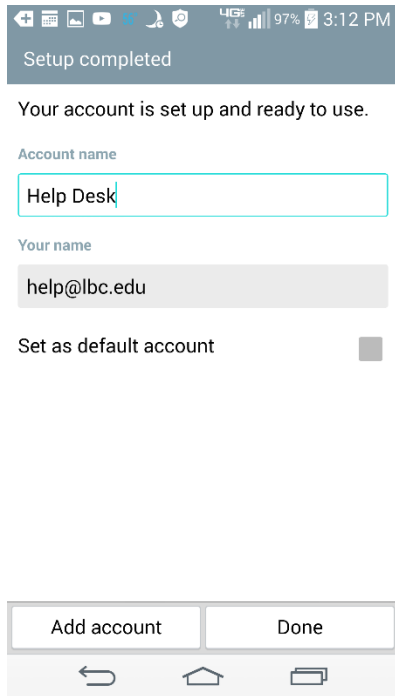 4G 97% 3:12 PM
Setup completed
Your account is set up and ready to use.
Account name
Help Desk
Your name
help@lbc.edu
Set as default account
Add account Done